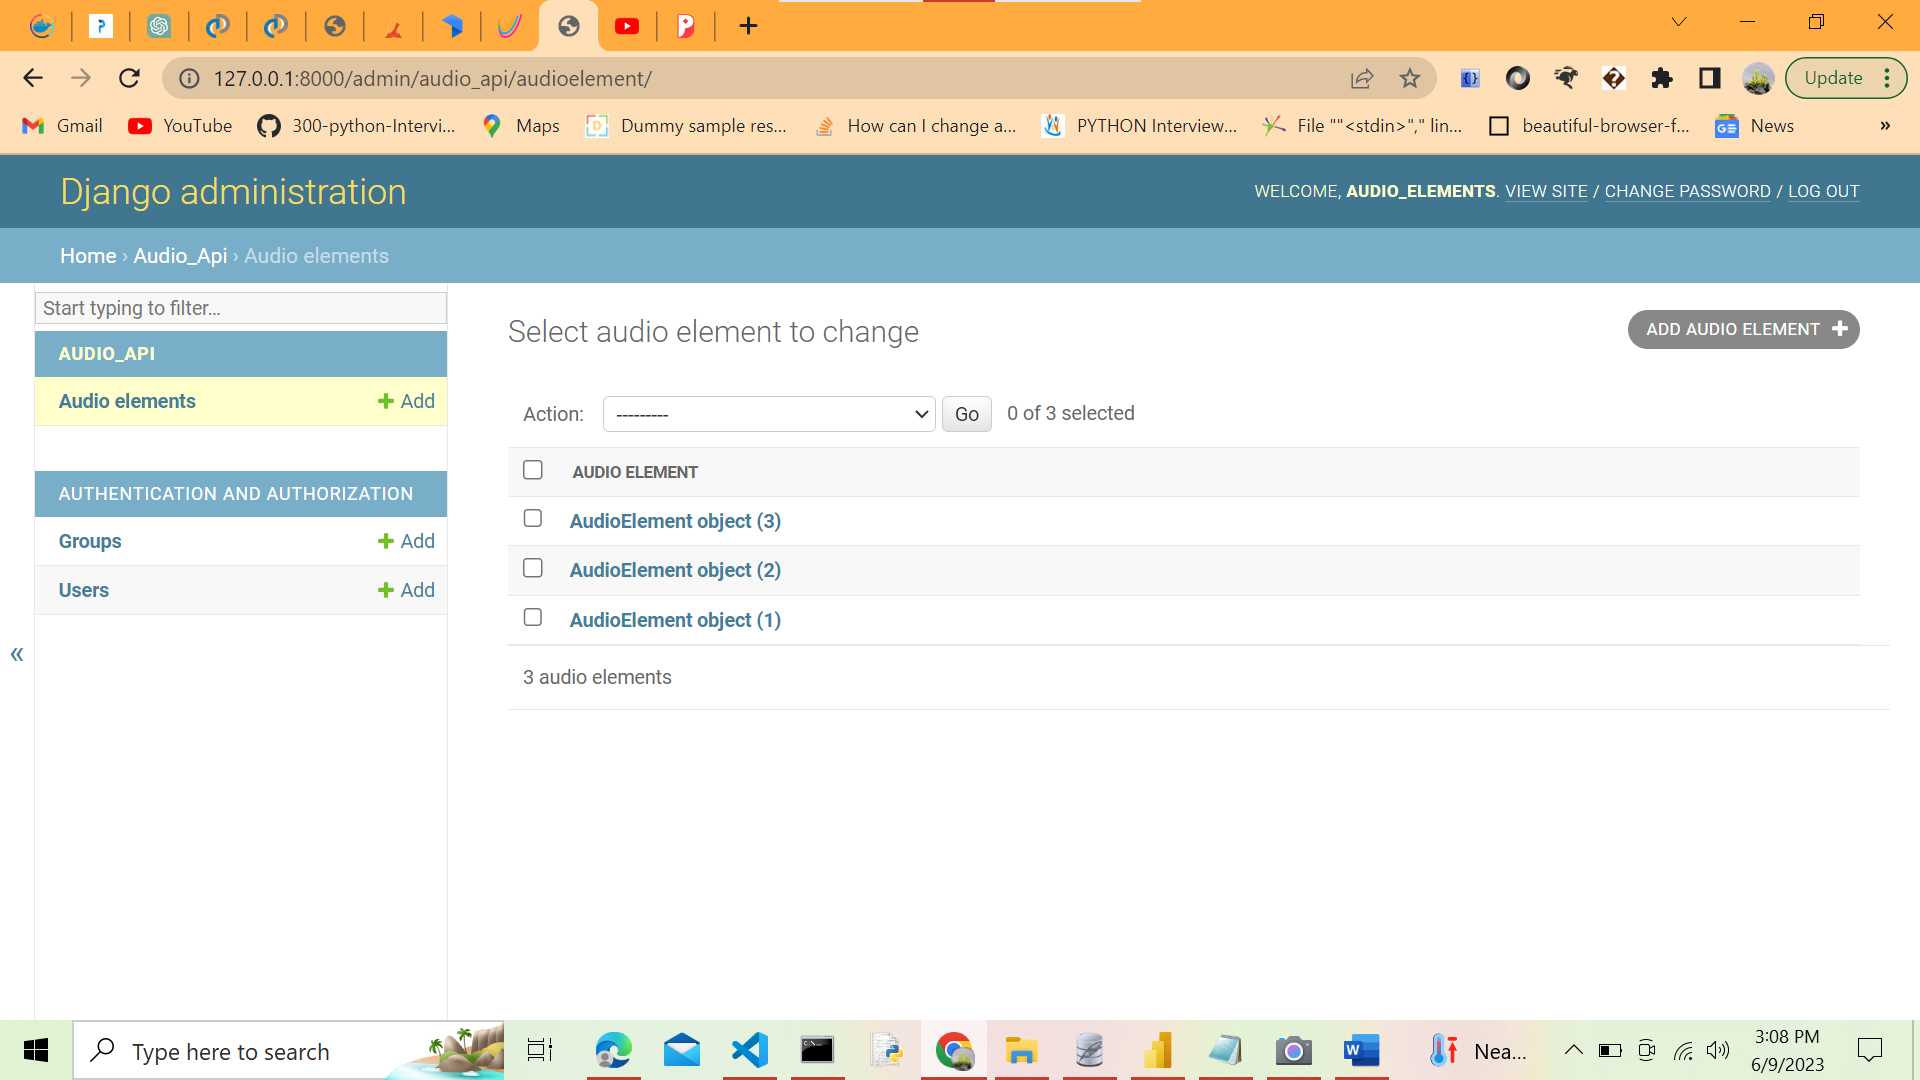 127.0.0.1:8000/admin/audio_api/audioelement/
Update
Gmail
YouTube
300-python-Intervi...
Maps
Dummy sample res...
How can I change a...
PYTHON Interview...
File ""<stdin>"," lin...
beautiful-browser-f...
News
»
Django administration
WELCOME, AUDIO_ELEMENTS. VIEW SITE / CHANGE PASSWORD / LOG OUT
Home › Audio_Api › Audio elements
Start typing to filter...
AUDIO_API
Audio elements + Add
AUTHENTICATION AND AUTHORIZATION
Groups + Add
Users + Add
«
Select audio element to change
ADD AUDIO ELEMENT +
Action: --------- Go 0 of 3 selected
AUDIO ELEMENT
AudioElement object (3)
AudioElement object (2)
AudioElement object (1)
3 audio elements
Type here to search
Nea...
3:08 PM
6/9/2023